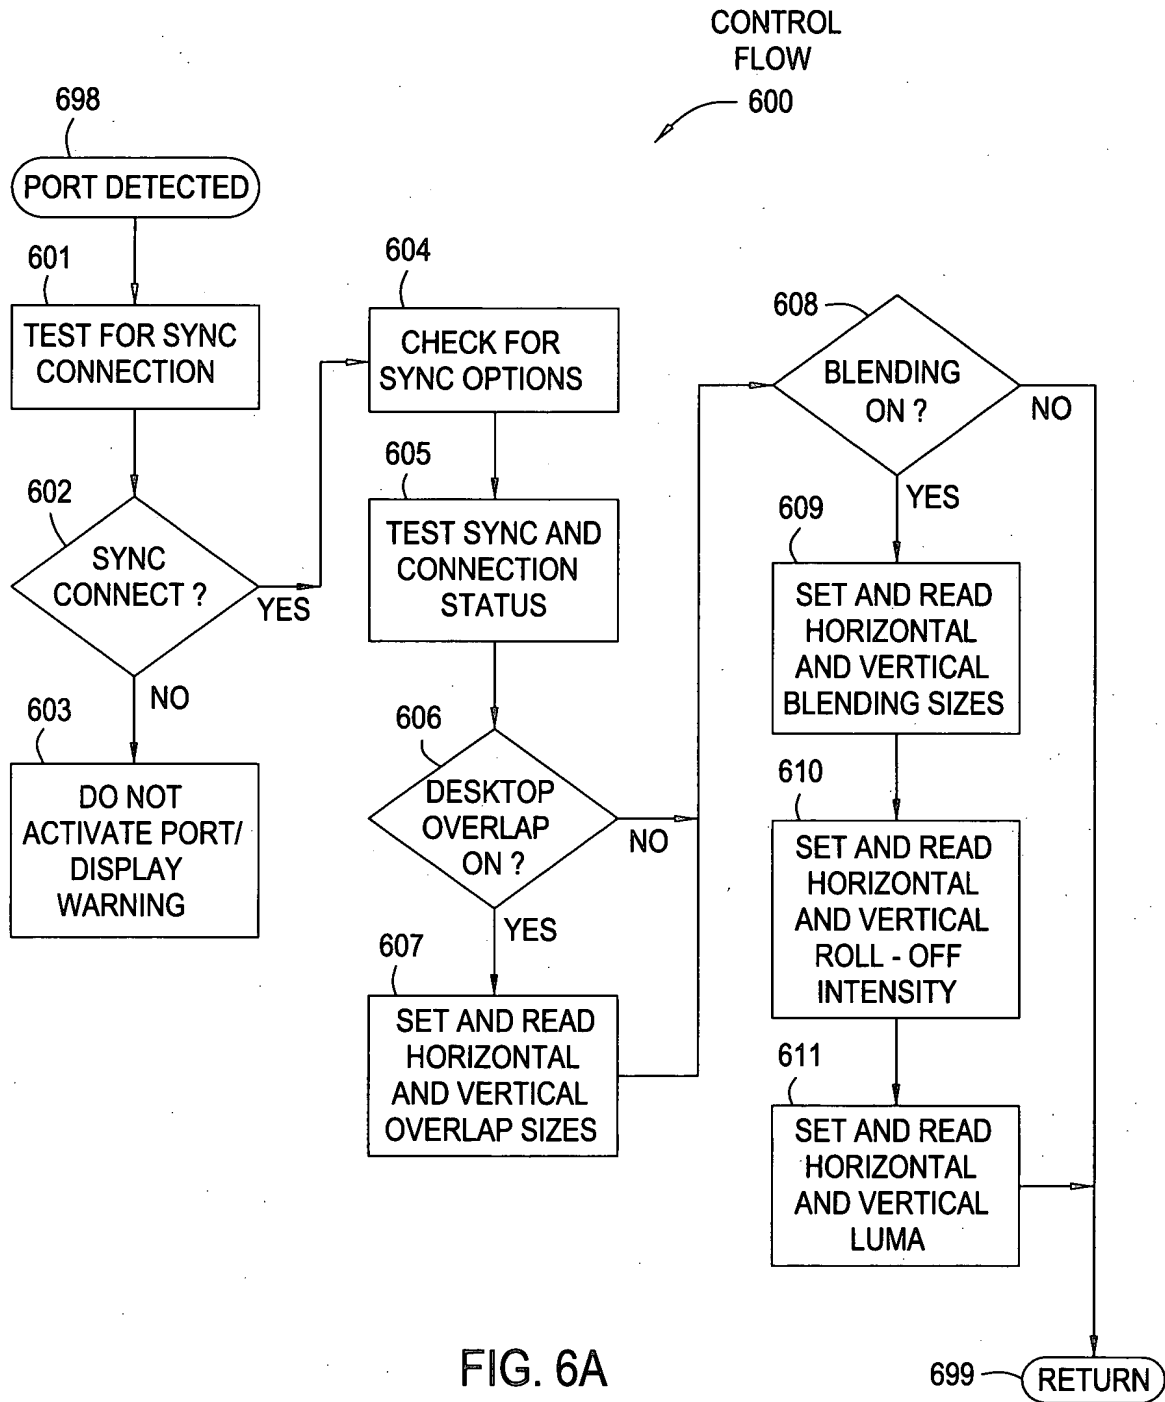 CONTROL
FLOW
600
698
PORT DETECTED
601
TEST FOR SYNC
CONNECTION
602
SYNC
CONNECT ?
YES
NO
603
DO NOT
ACTIVATE PORT/
DISPLAY
WARNING
604
CHECK FOR
SYNC OPTIONS
605
TEST SYNC AND
CONNECTION
STATUS
606
DESKTOP
OVERLAP
ON ?
NO
YES
607
SET AND READ
HORIZONTAL
AND VERTICAL
OVERLAP SIZES
608
BLENDING
ON ?
NO
YES
609
SET AND READ
HORIZONTAL
AND VERTICAL
BLENDING SIZES
610
SET AND READ
HORIZONTAL
AND VERTICAL
ROLL - OFF
INTENSITY
611
SET AND READ
HORIZONTAL
AND VERTICAL
LUMA
699
RETURN
FIG. 6A